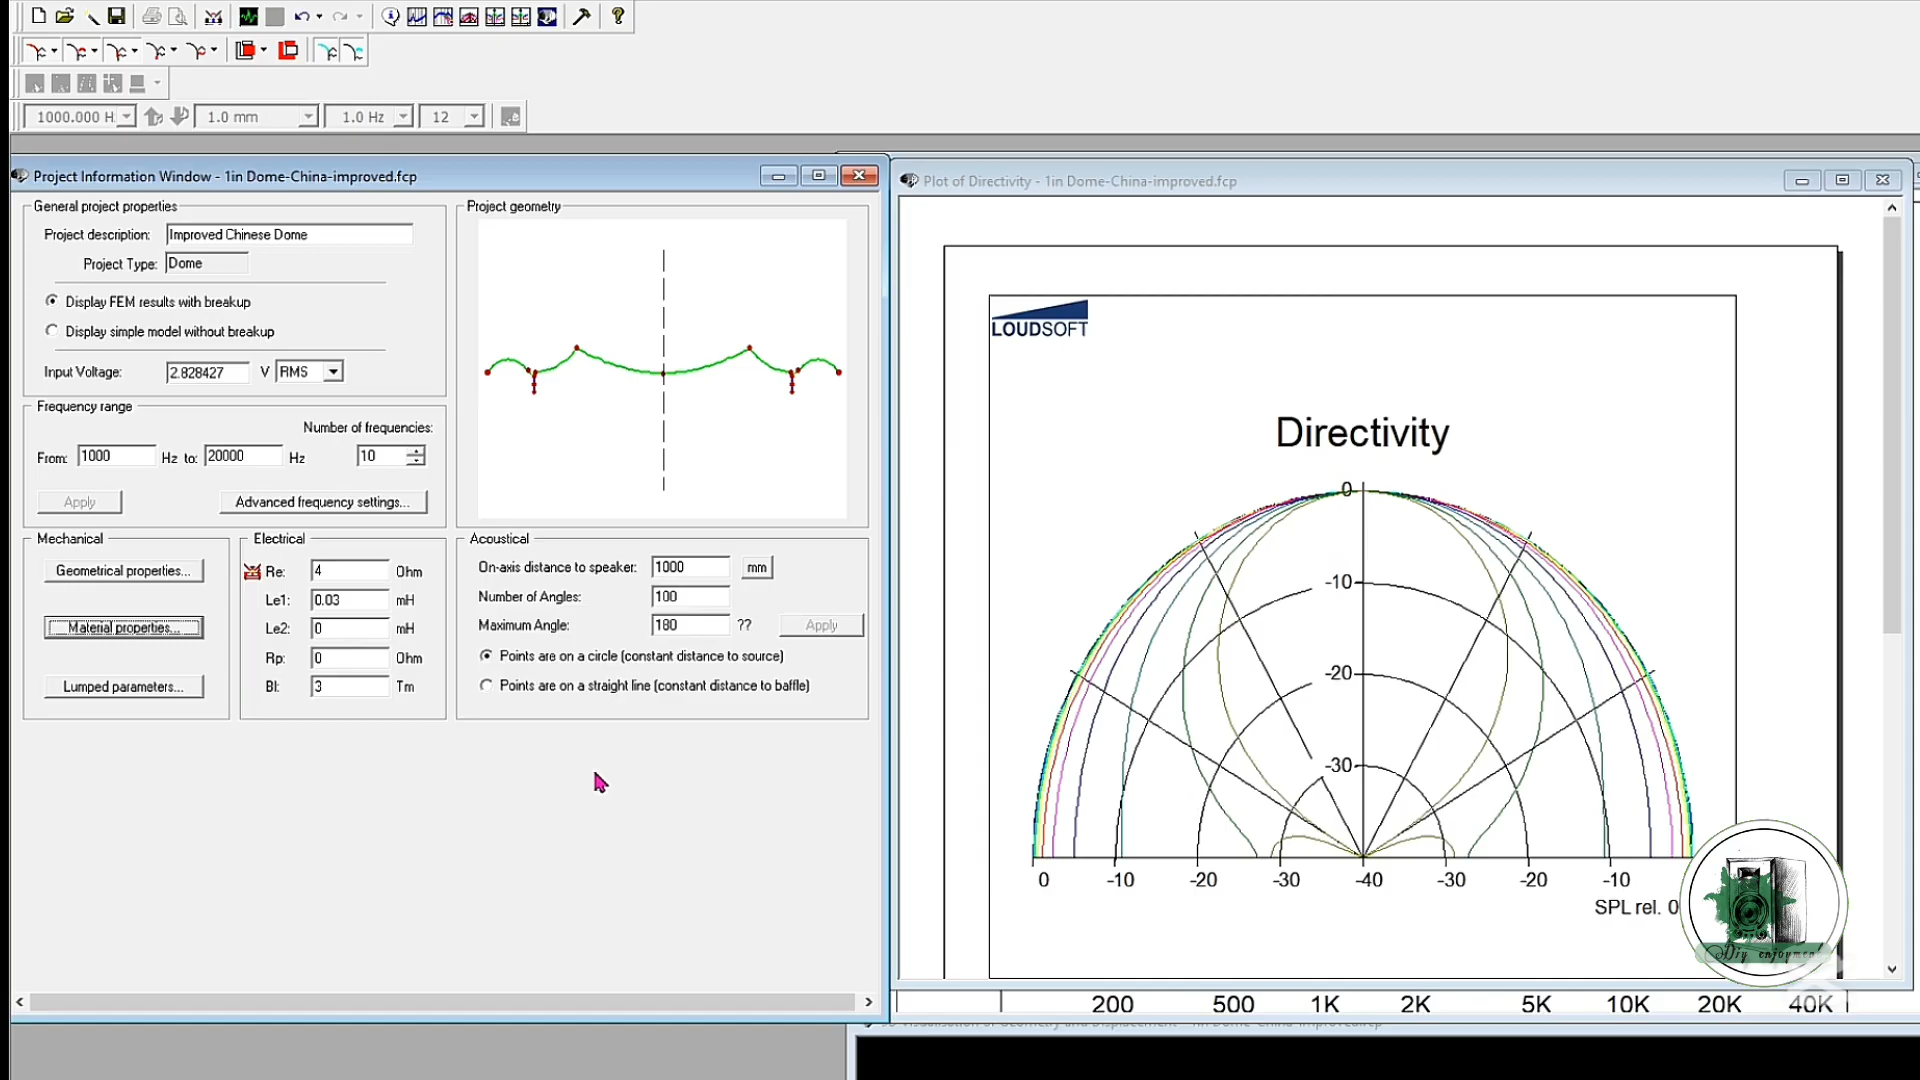 1000.000 H
1.0 mm
1.0 Hz
12
Project Information Window - 1in Dome-China-improved.fcp
General project properties
Project description: Improved Chinese Dome
Project Type: Dome
Display FEM results with breakup
Display simple model without breakup
Input Voltage: 2.828427 V RMS
Frequency range
Number of frequencies:
From: 1000 Hz to: 20000 Hz 10
Apply Advanced frequency settings...
Mechanical
Geometrical properties...
Material properties...
Lumped parameters...
Electrical
Re: 4 Ohm
Le1: 0.03 mH
Le2: 0 mH
Rp: 0 Ohm
Bl: 3 Tm
Project geometry
Acoustical
On-axis distance to speaker: 1000 mm
Number of Angles: 100
Maximum Angle: 180 ?? Apply
Points are on a circle (constant distance to source)
Points are on a straight line (constant distance to baffle)
Plot of Directivity - 1in Dome-China-improved.fcp
LOUDSOFT
Directivity
0
-10
-20
-30
0 -10 -20 -30 -40 -30 -20 -10
SPL rel. 0
Diy enjoyment
200 500 1K 2K 5K 10K 20K 40K